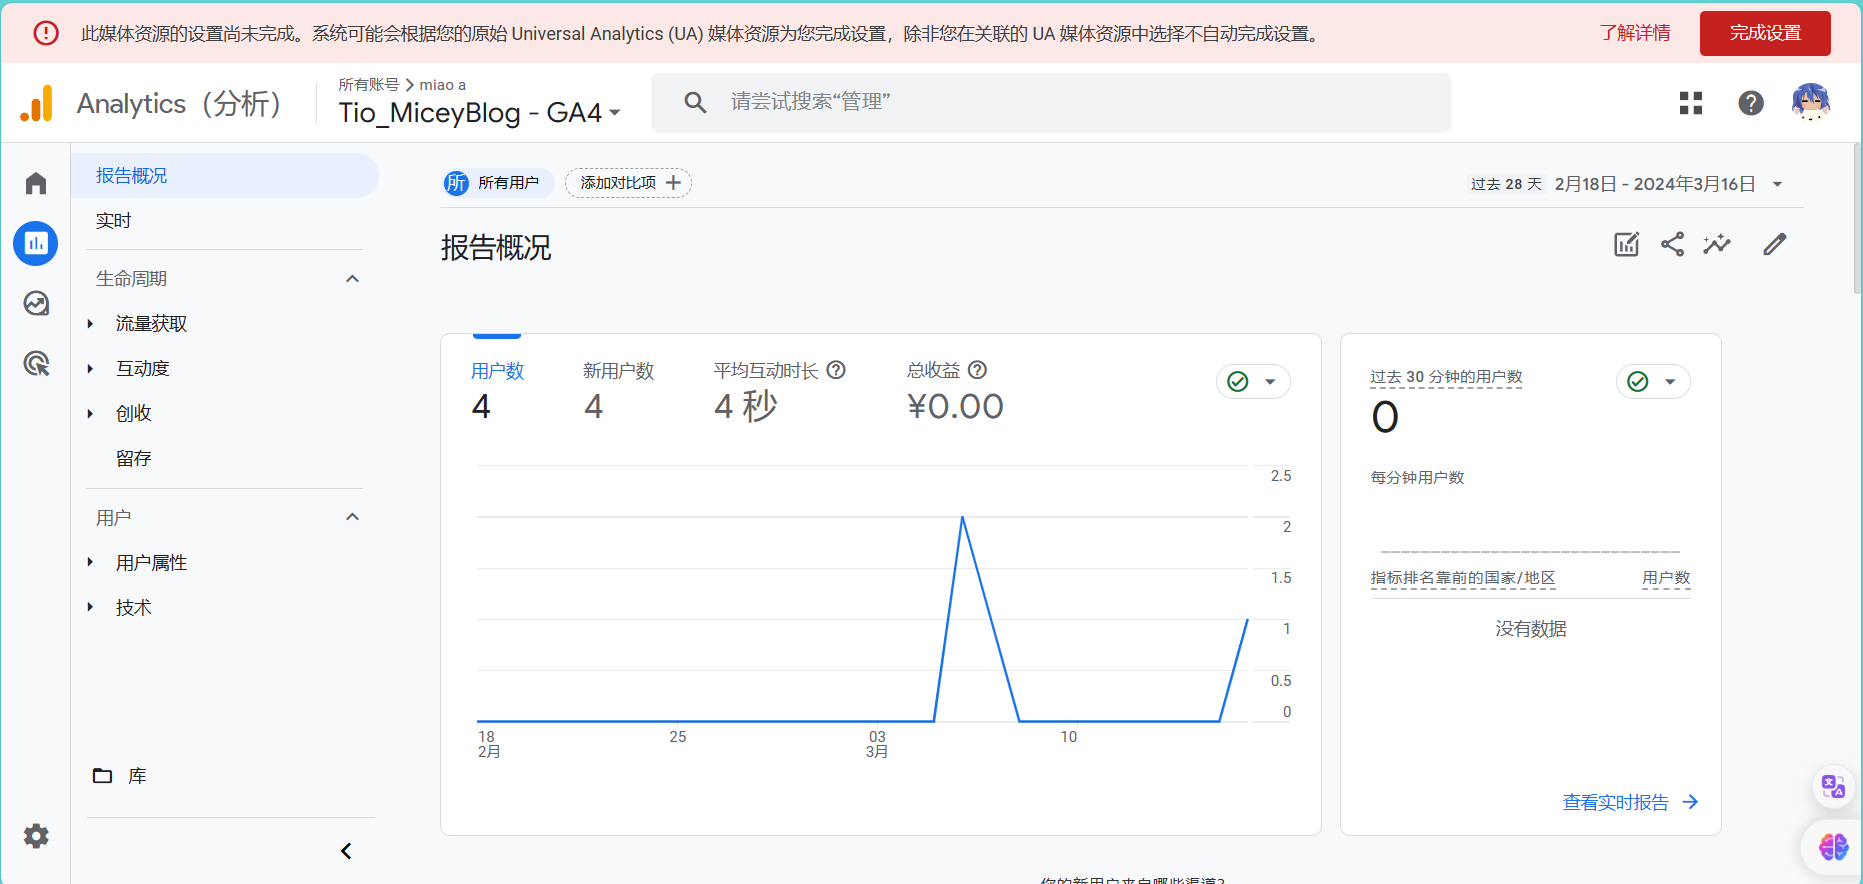 此媒体资源的设置尚未完成。系统可能会根据您的原始 Universal Analytics (UA) 媒体资源为您完成设置，除非您在关联的 UA 媒体资源中选择不自动完成设置。
了解详情
完成设置
Analytics（分析）
所有账号 > miao a
Tio_MiceyBlog - GA4
请尝试搜索“管理”
报告概况
实时
生命周期
流量获取
互动度
创收
留存
用户
用户属性
技术
库
所 所有用户
添加对比项 +
过去 28 天 2月18日 - 2024年3月16日
报告概况
用户数
4
新用户数
4
平均互动时长
4 秒
总收益
¥0.00
2.5
2
1.5
1
0.5
0
18
2月
25
03
3月
10
过去 30 分钟的用户数
0
每分钟用户数
指标排名靠前的国家/地区 用户数
没有数据
查看实时报告
您的新用户来自哪些渠道?